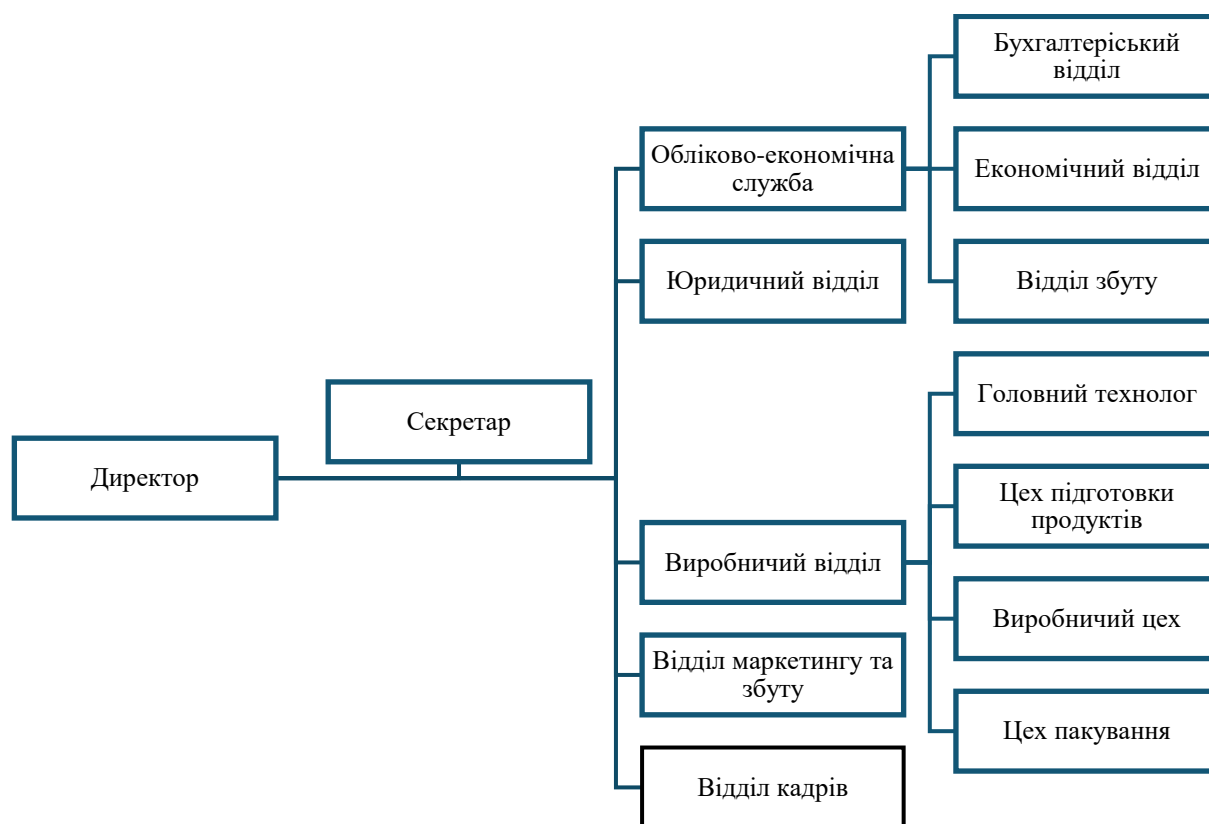 Директор
Секретар
Обліково-економічна
служба
Юридичний відділ
Виробничий відділ
Відділ маркетингу та
збуту
Відділ кадрів
Бухгалтеріський
відділ
Економічний відділ
Відділ збуту
Головний технолог
Цех підготовки
продуктів
Виробничий цех
Цех пакування